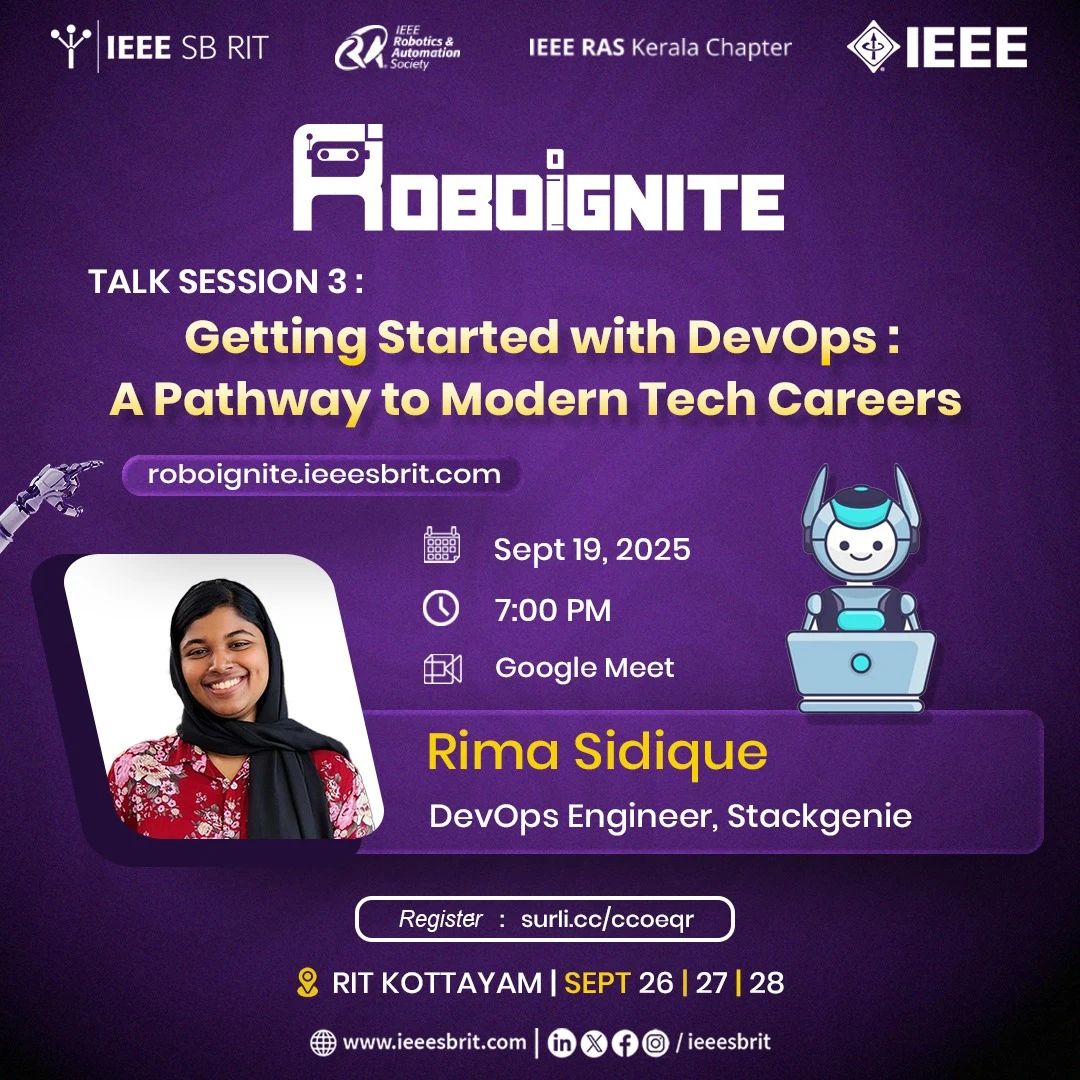 IEEE SB RIT
IEEE
Robotics &
Automation
Society
IEEE RAS Kerala Chapter
IEEE
ROBOIGNITE
TALK SESSION 3 :
Getting Started with DevOps :
A Pathway to Modern Tech Careers
roboignite.ieeesbrit.com
Sept 19, 2025
7:00 PM
Google Meet
Rima Sidique
DevOps Engineer, Stackgenie
Register : surli.cc/ccoeqr
RIT KOTTAYAM | SEPT 26 | 27 | 28
www.ieeesbrit.com | in X f / ieeesbrit